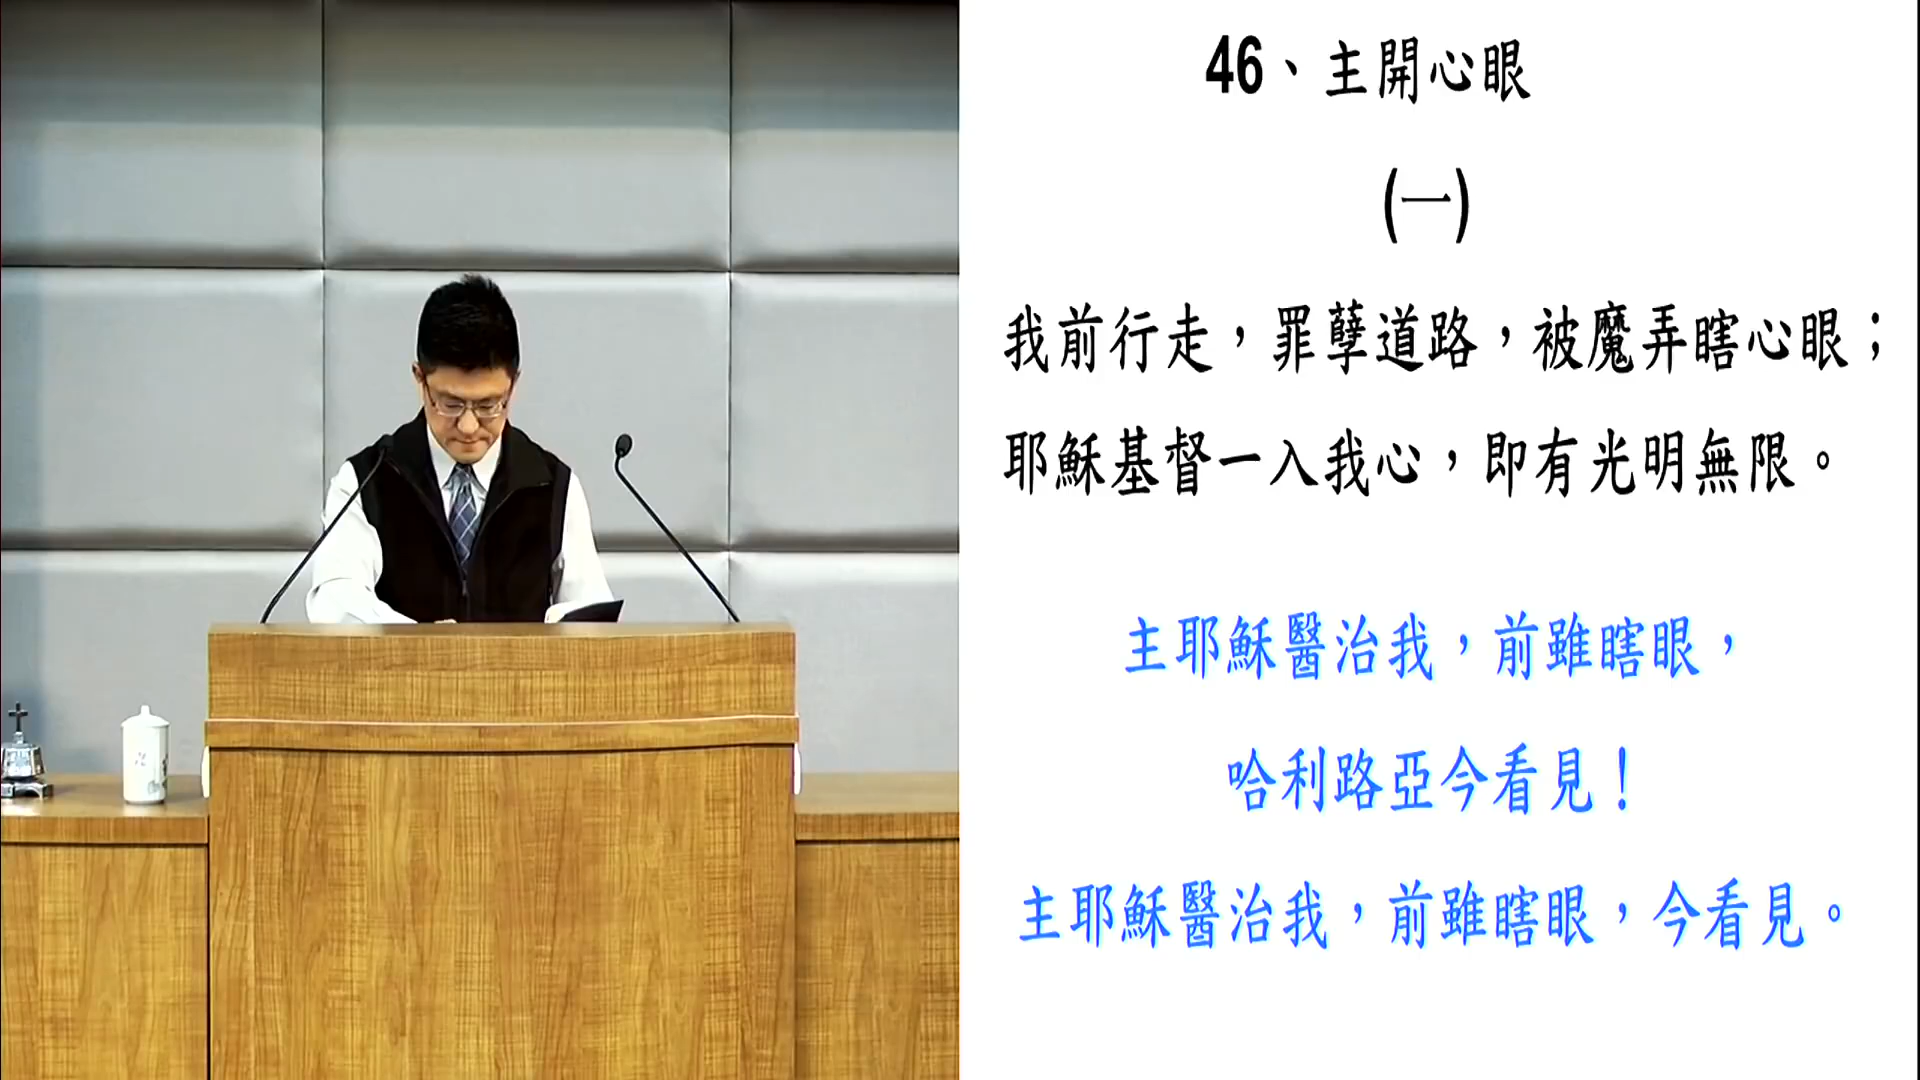 46、主開心眼
(一)
我前行走，罪孽道路，被魔弄瞎心眼；
耶穌基督一入我心，即有光明無限。
主耶穌醫治我，前雖瞎眼，
哈利路亞今看見！
主耶穌醫治我，前雖瞎眼，今看見。